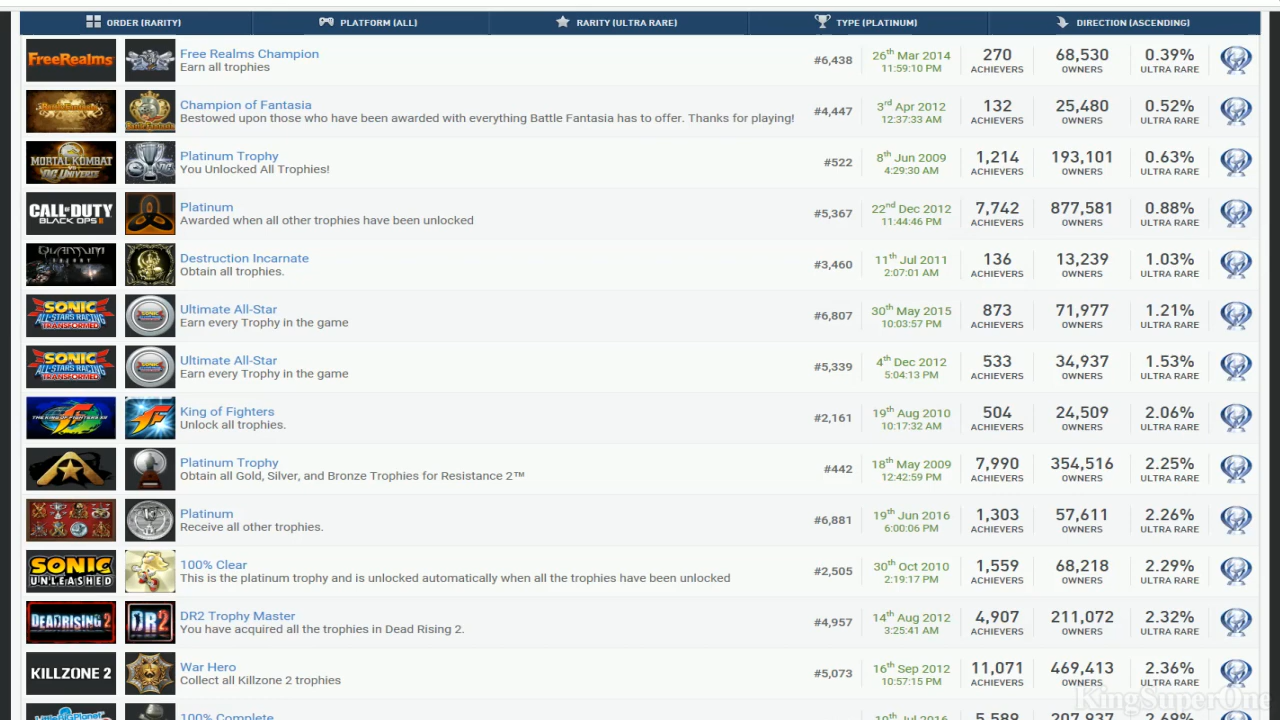 ORDER (RARITY) PLATFORM (ALL) RARITY (ULTRA RARE) TYPE (PLATINUM) DIRECTION (ASCENDING)
FreeRealms Free Realms Champion #6,438 26th Mar 2014 270 68,530 0.39%
Earn all trophies 11:59:10 PM ACHIEVERS OWNERS ULTRA RARE
Champion of Fantasia #4,447 3rd Apr 2012 132 25,480 0.52%
Bestowed upon those who have been awarded with everything Battle Fantasia has to offer. Thanks for playing! 12:37:33 AM ACHIEVERS OWNERS ULTRA RARE
MORTAL KOMBAT VS DC UNIVERSE Platinum Trophy #522 8th Jun 2009 1,214 193,101 0.63%
You Unlocked All Trophies! 4:29:30 AM ACHIEVERS OWNERS ULTRA RARE
CALL OF DUTY BLACK OPS II Platinum #5,367 22nd Dec 2012 7,742 877,581 0.88%
Awarded when all other trophies have been unlocked 11:44:46 PM ACHIEVERS OWNERS ULTRA RARE
QUANTUM THEORY Destruction Incarnate #3,460 11th Jul 2011 136 13,239 1.03%
Obtain all trophies. 2:07:01 AM ACHIEVERS OWNERS ULTRA RARE
SONIC ALL-STARS RACING TRANSFORMED Ultimate All-Star #6,807 30th May 2015 873 71,977 1.21%
Earn every Trophy in the game 10:03:57 PM ACHIEVERS OWNERS ULTRA RARE
SONIC ALL-STARS RACING TRANSFORMED Ultimate All-Star #5,339 4th Dec 2012 533 34,937 1.53%
Earn every Trophy in the game 5:04:13 PM ACHIEVERS OWNERS ULTRA RARE
King of Fighters #2,161 19th Aug 2010 504 24,509 2.06%
Unlock all trophies. 10:17:32 AM ACHIEVERS OWNERS ULTRA RARE
Platinum Trophy #442 18th May 2009 7,990 354,516 2.25%
Obtain all Gold, Silver, and Bronze Trophies for Resistance 2™ 12:42:59 PM ACHIEVERS OWNERS ULTRA RARE
Platinum #6,881 19th Jun 2016 1,303 57,611 2.26%
Receive all other trophies. 6:00:06 PM ACHIEVERS OWNERS ULTRA RARE
SONIC UNLEASHED 100% Clear #2,505 30th Oct 2010 1,559 68,218 2.29%
This is the platinum trophy and is unlocked automatically when all the trophies have been unlocked 2:19:17 PM ACHIEVERS OWNERS ULTRA RARE
DEADRISING 2 DR2 DR2 Trophy Master #4,957 14th Aug 2012 4,907 211,072 2.32%
You have acquired all the trophies in Dead Rising 2. 3:25:41 AM ACHIEVERS OWNERS ULTRA RARE
KILLZONE 2 War Hero #5,073 16th Sep 2012 11,071 469,413 2.36%
Collect all Killzone 2 trophies 10:57:15 PM ACHIEVERS OWNERS ULTRA RARE
KingSuperOne
100% Complete 19th Jul 2016 5,589 207,937 2.69%